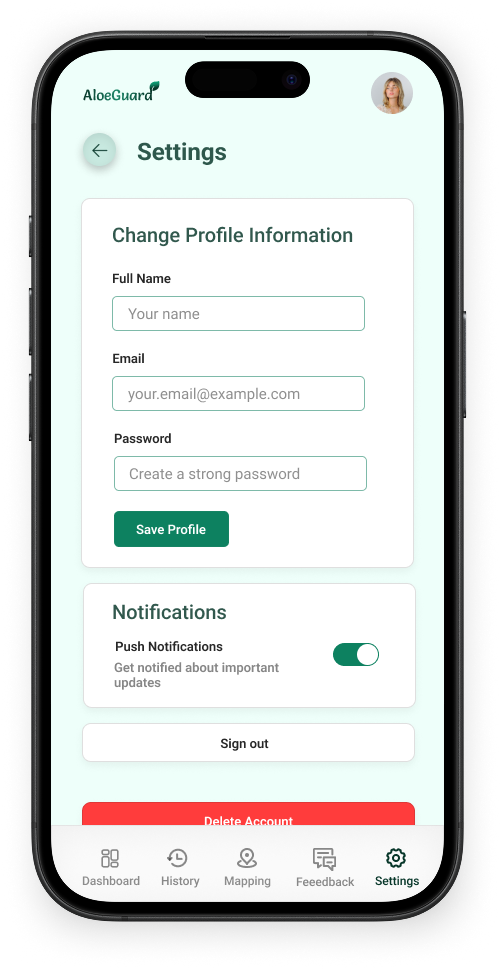 AloeGuard
Settings
Change Profile Information
Full Name
Your name
Email
your.email@example.com
Password
Create a strong password
Save Profile
Notifications
Push Notifications
Get notified about important
updates
Sign out
Delete Account
Dashboard
History
Mapping
Feeedback
Settings